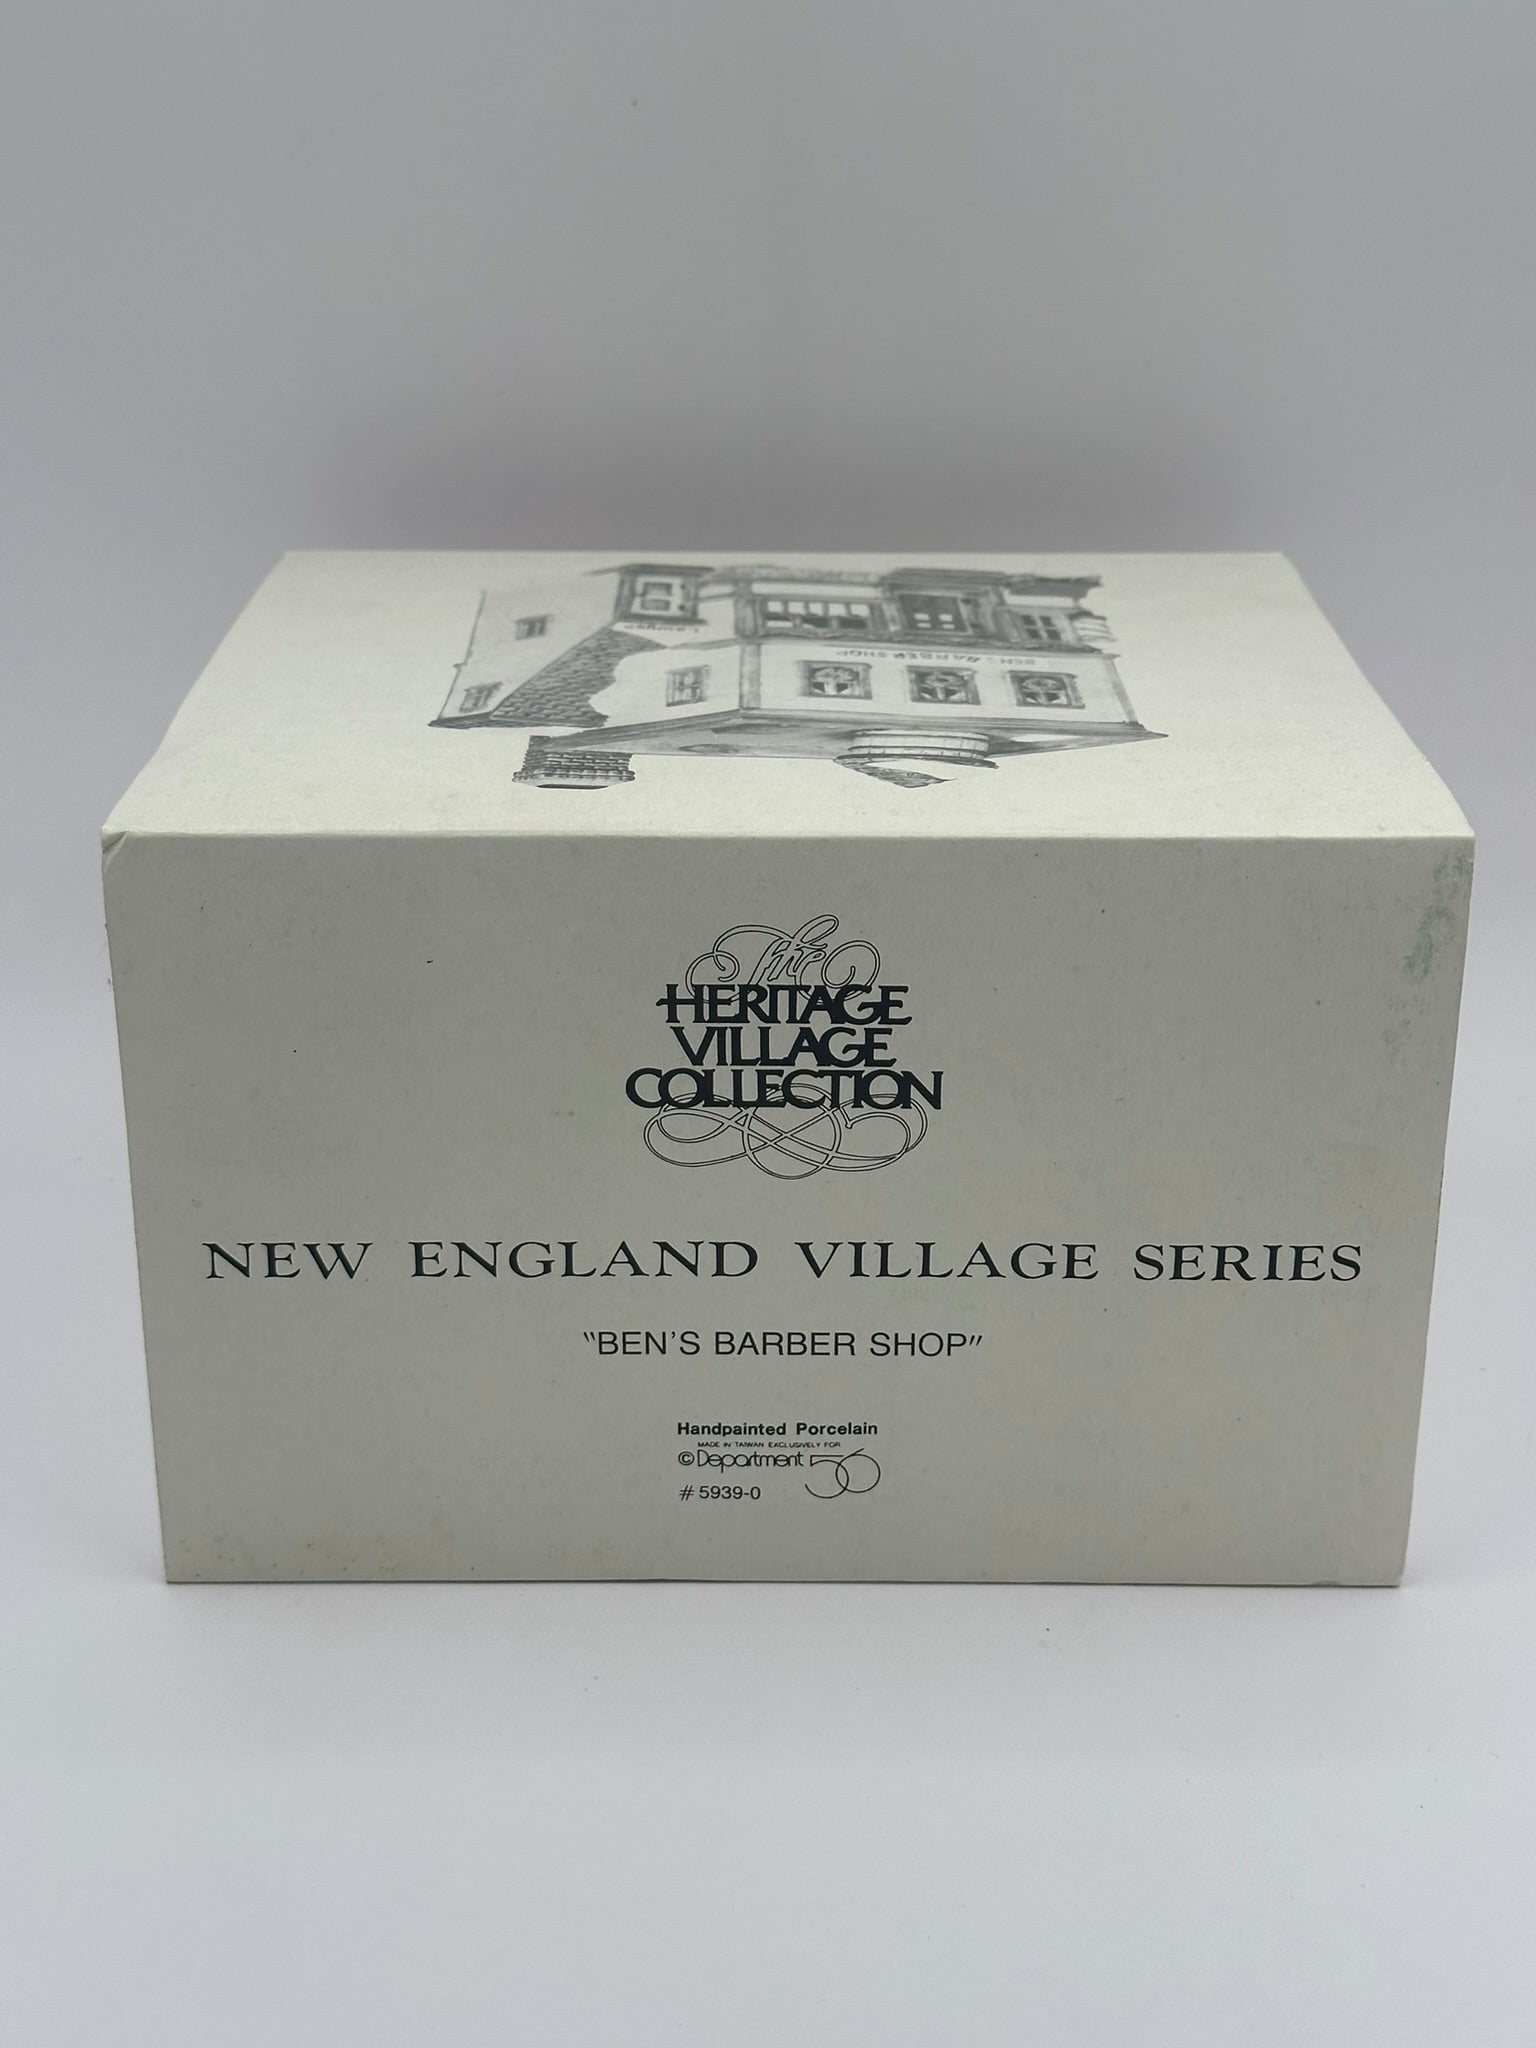 BEN'S BARBER SHOP
The
HERITAGE
VILLAGE
COLLECTION
NEW ENGLAND VILLAGE SERIES
"BEN'S BARBER SHOP"
Handpainted Porcelain
MADE IN TAIWAN EXCLUSIVELY FOR
© Department 56
# 5939-0